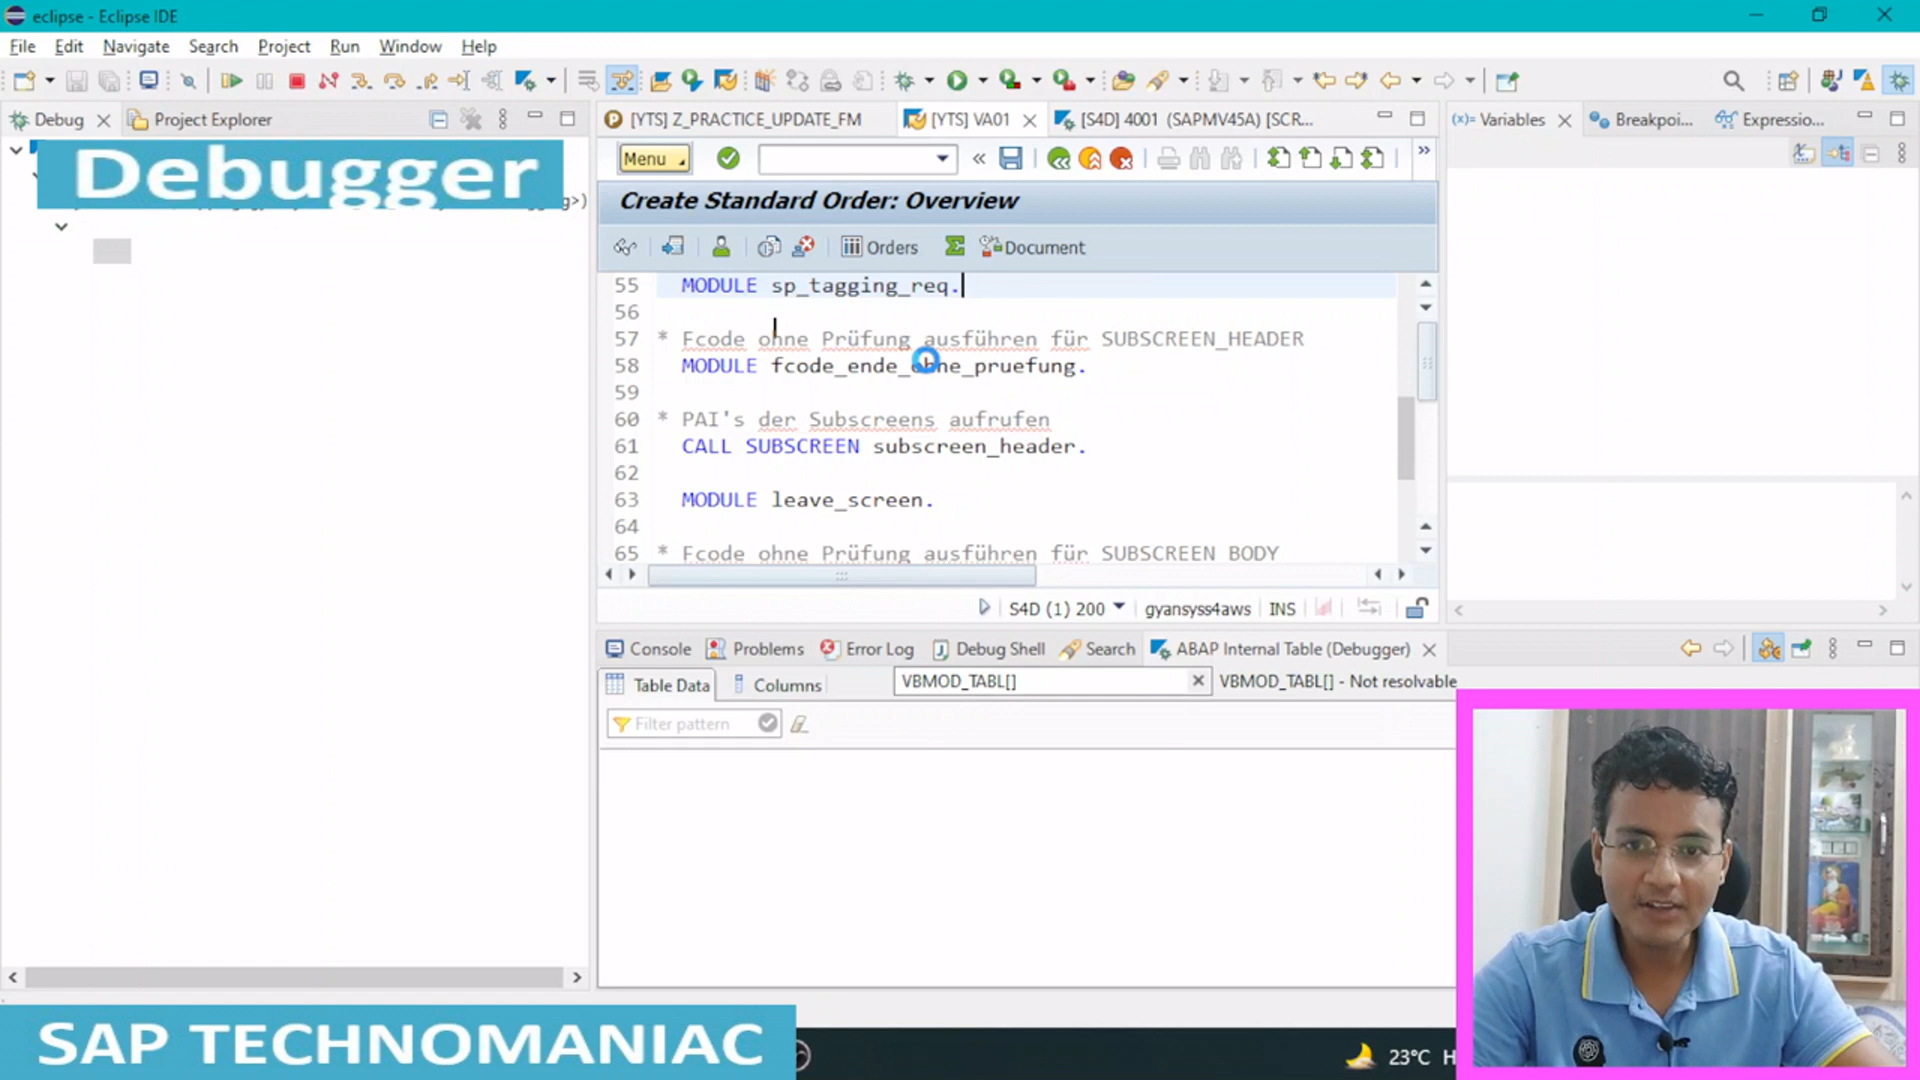 eclipse - Eclipse IDE
File Edit Navigate Search Project Run Window Help
Debug Project Explorer
Debugger
[YTS] Z_PRACTICE_UPDATE_FM [YTS] VA01 [S4D] 4001 (SAPMV45A) [SCR...
(x)= Variables Breakpoi... Expressio...
Menu
Create Standard Order: Overview
Orders Document
55 MODULE sp_tagging_req.
56
57 * Fcode ohne Prüfung ausführen für SUBSCREEN_HEADER
58 MODULE fcode_ende_ohne_pruefung.
59
60 * PAI's der Subscreens aufrufen
61 CALL SUBSCREEN subscreen_header.
62
63 MODULE leave_screen.
64
65 * Fcode ohne Prüfung ausführen für SUBSCREEN BODY
S4D (1) 200 gyansyss4aws INS
Console Problems Error Log Debug Shell Search ABAP Internal Table (Debugger)
Table Data Columns VBMOD_TABL[] VBMOD_TABL[] - Not resolvable
Filter pattern
SAP TECHNOMANIAC
23°C